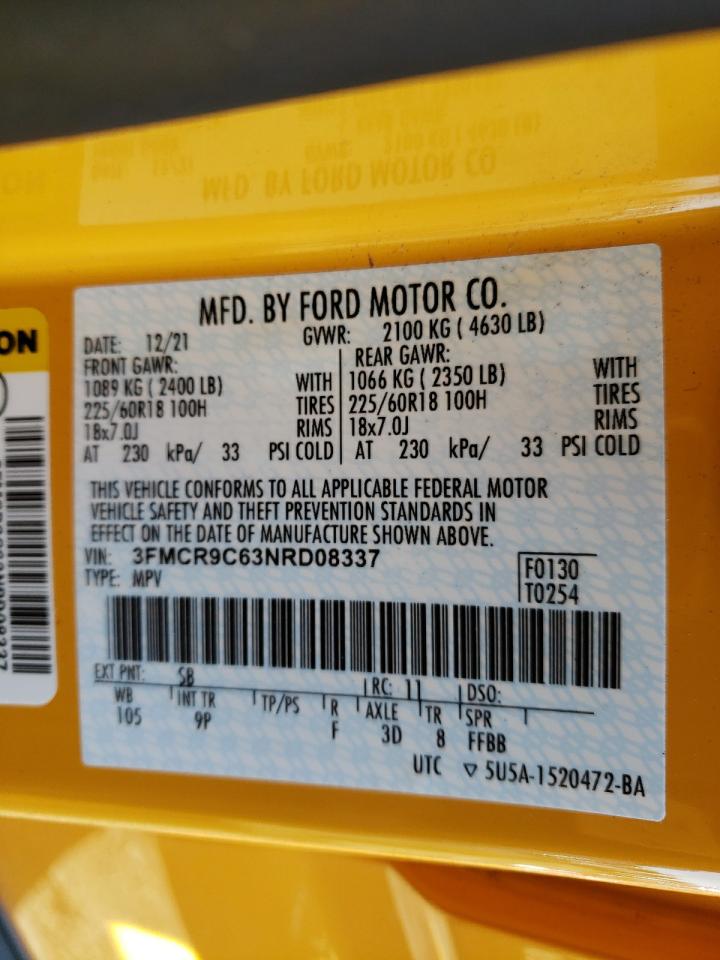 MFD. BY FORD MOTOR CO.
DATE: 12/21 GVWR: 2100 KG ( 4630 LB)
FRONT GAWR: REAR GAWR:
1089 KG ( 2400 LB) WITH 1066 KG ( 2350 LB) WITH
225/60R18 100H TIRES 225/60R18 100H TIRES
18x7.0J RIMS 18x7.0J RIMS
AT 230 kPa/ 33 PSI COLD AT 230 kPa/ 33 PSI COLD
THIS VEHICLE CONFORMS TO ALL APPLICABLE FEDERAL MOTOR
VEHICLE SAFETY AND THEFT PREVENTION STANDARDS IN
EFFECT ON THE DATE OF MANUFACTURE SHOWN ABOVE.
VIN: 3FMCR9C63NRD08337
TYPE: MPV
F0130
T0254
EXT PNT: SB RC: 11 DSO:
WB INT TR TP/PS R AXLE TR SPR
105 9P F 3D 8 FFBB
UTC ▽ 5U5A-1520472-BA
ON